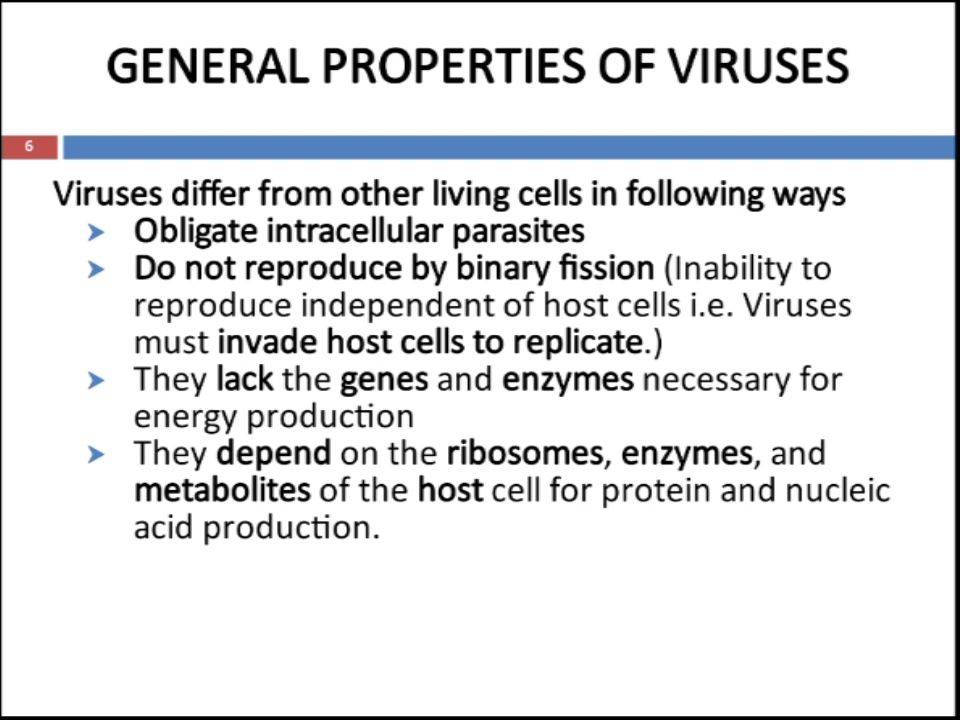 GENERAL PROPERTIES OF VIRUSES
6
Viruses differ from other living cells in following ways
Obligate intracellular parasites
Do not reproduce by binary fission (Inability to
reproduce independent of host cells i.e. Viruses
must invade host cells to replicate.)
They lack the genes and enzymes necessary for
energy production
They depend on the ribosomes, enzymes, and
metabolites of the host cell for protein and nucleic
acid production.